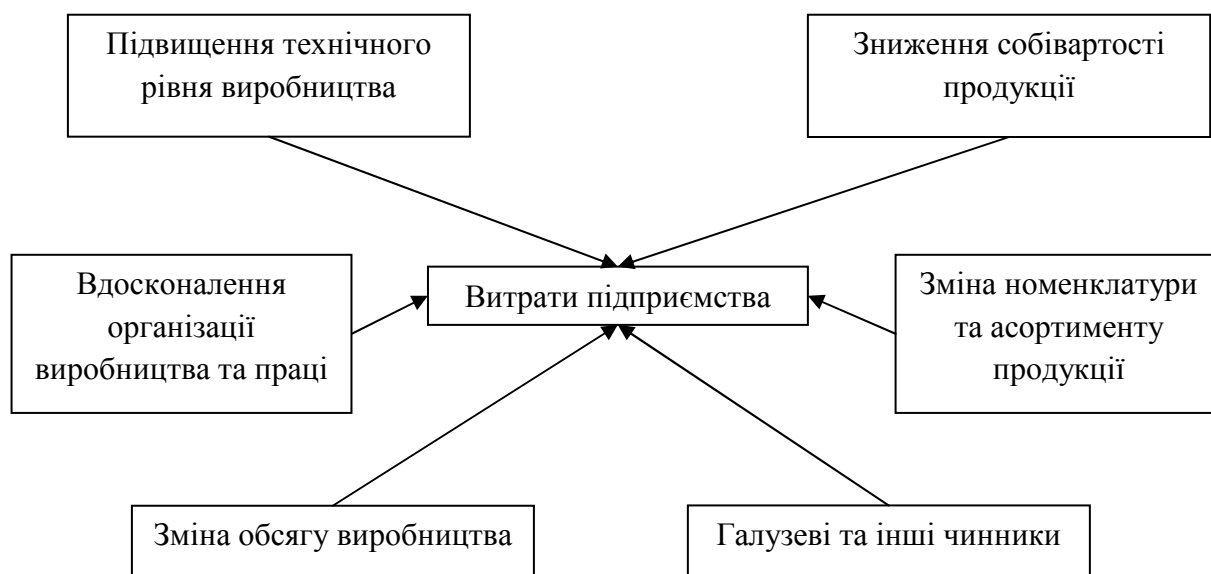 Підвищення технічного
рівня виробництва
Зниження собівартості
продукції
Вдосконалення
організації
виробництва та праці
Витрати підприємства
Зміна номенклатури
та асортименту
продукції
Зміна обсягу виробництва
Галузеві та інші чинники